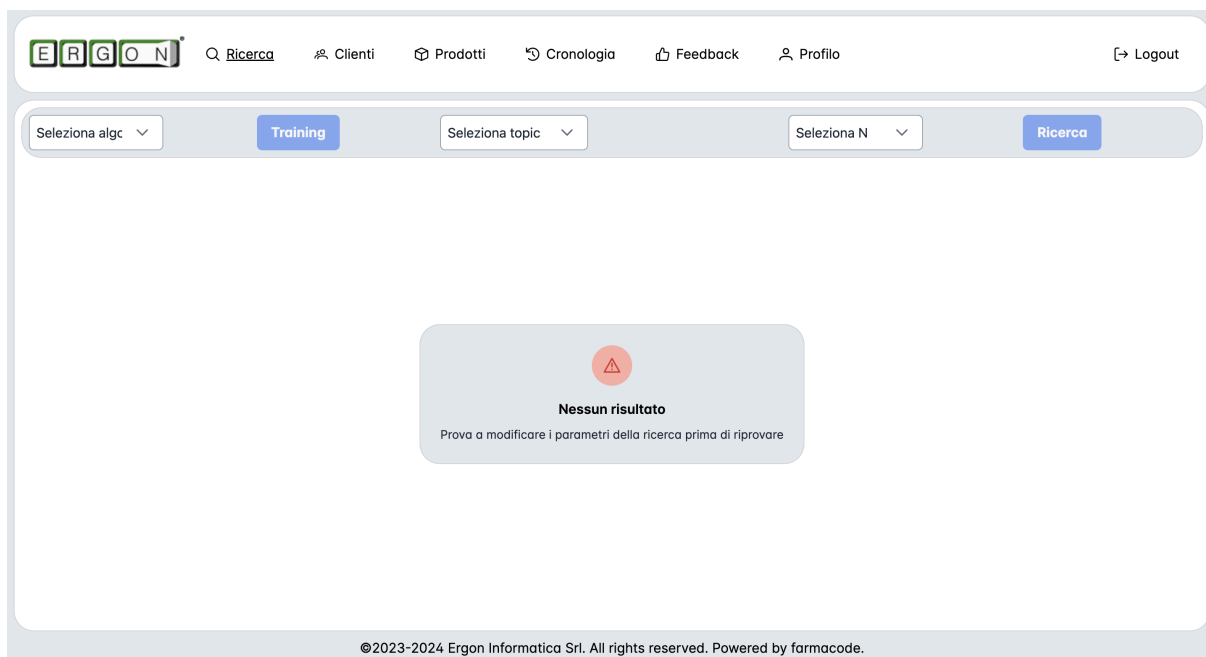 ERGON Ricerca Clienti Prodotti Cronologia Feedback Profilo Logout
Seleziona algc Training Seleziona topic Seleziona N Ricerca
Nessun risultato
Prova a modificare i parametri della ricerca prima di riprovare
©2023-2024 Ergon Informatica Srl. All rights reserved. Powered by farmacode.